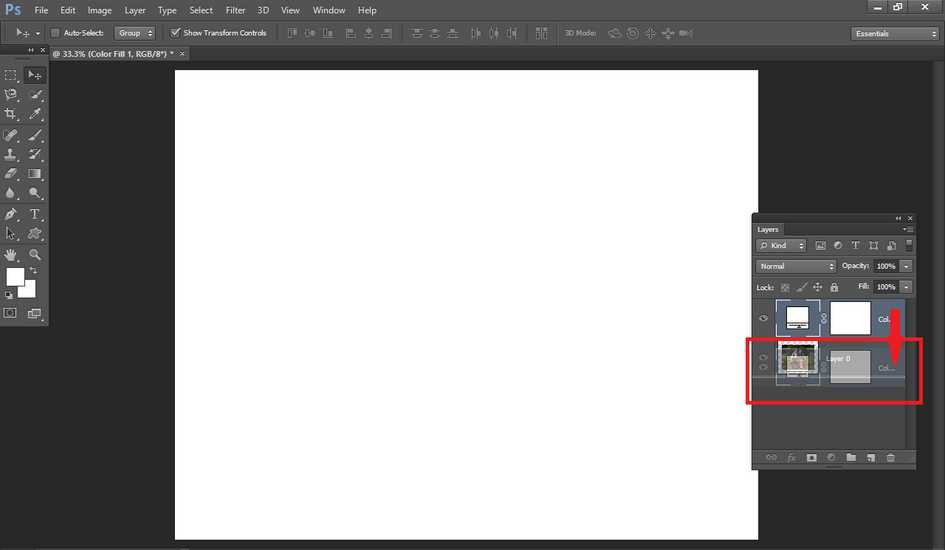 Ps File Edit Image Layer Type Select Filter 3D View Window Help
Auto-Select: Group Show Transform Controls 3D Mode: Essentials
@ 33.3% (Color Fill 1, RGB/8*) * ×
T
Layers
Kind T
Normal Opacity: 100%
Lock: Fill: 100%
Col...
Layer 0
Col...
fx